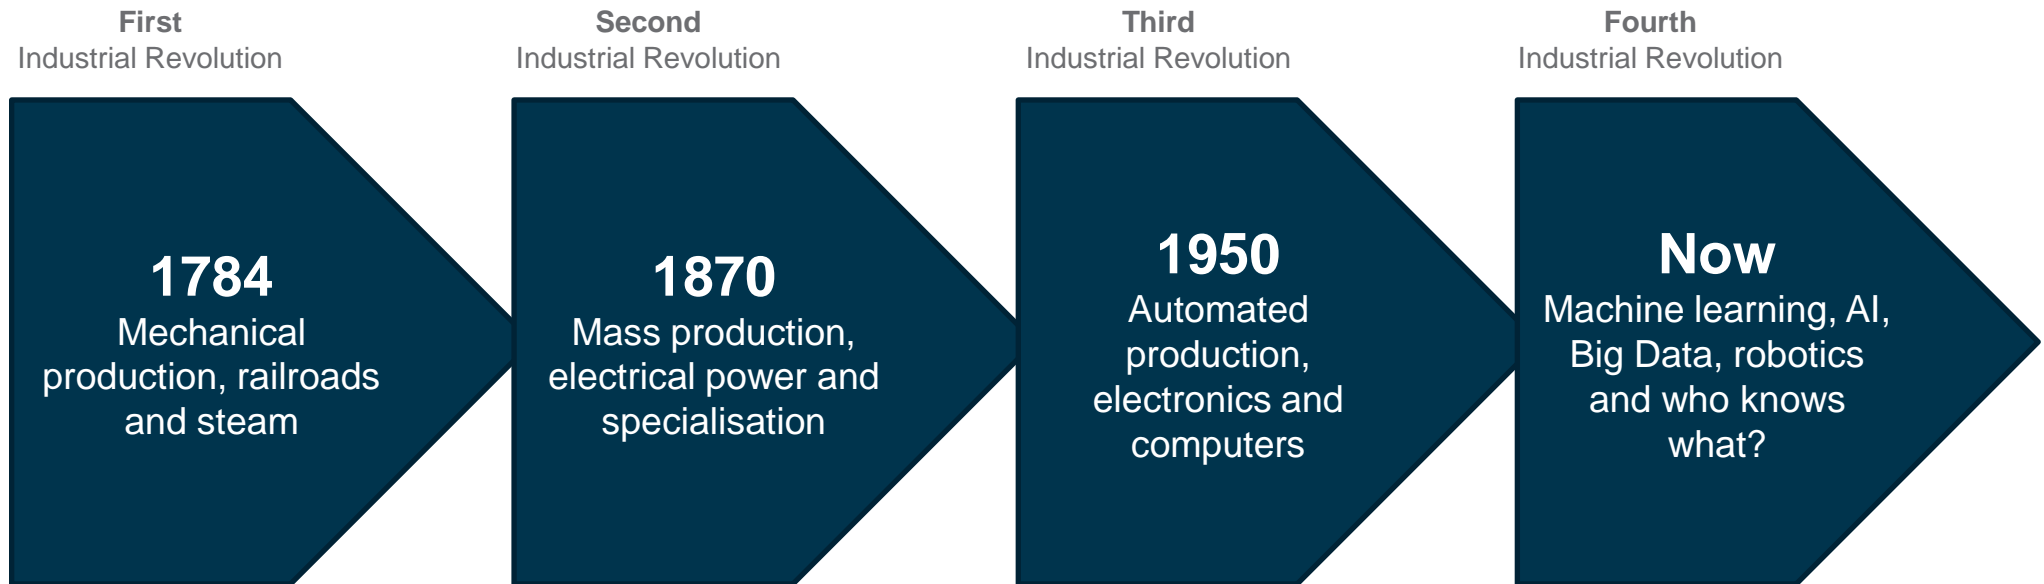 First
Industrial Revolution
Second
Industrial Revolution
Third
Industrial Revolution
Fourth
Industrial Revolution
1784
Mechanical
production, railroads
and steam
1870
Mass production,
electrical power and
specialisation
1950
Automated
production,
electronics and
computers
Now
Machine learning, AI,
Big Data, robotics
and who knows
what?